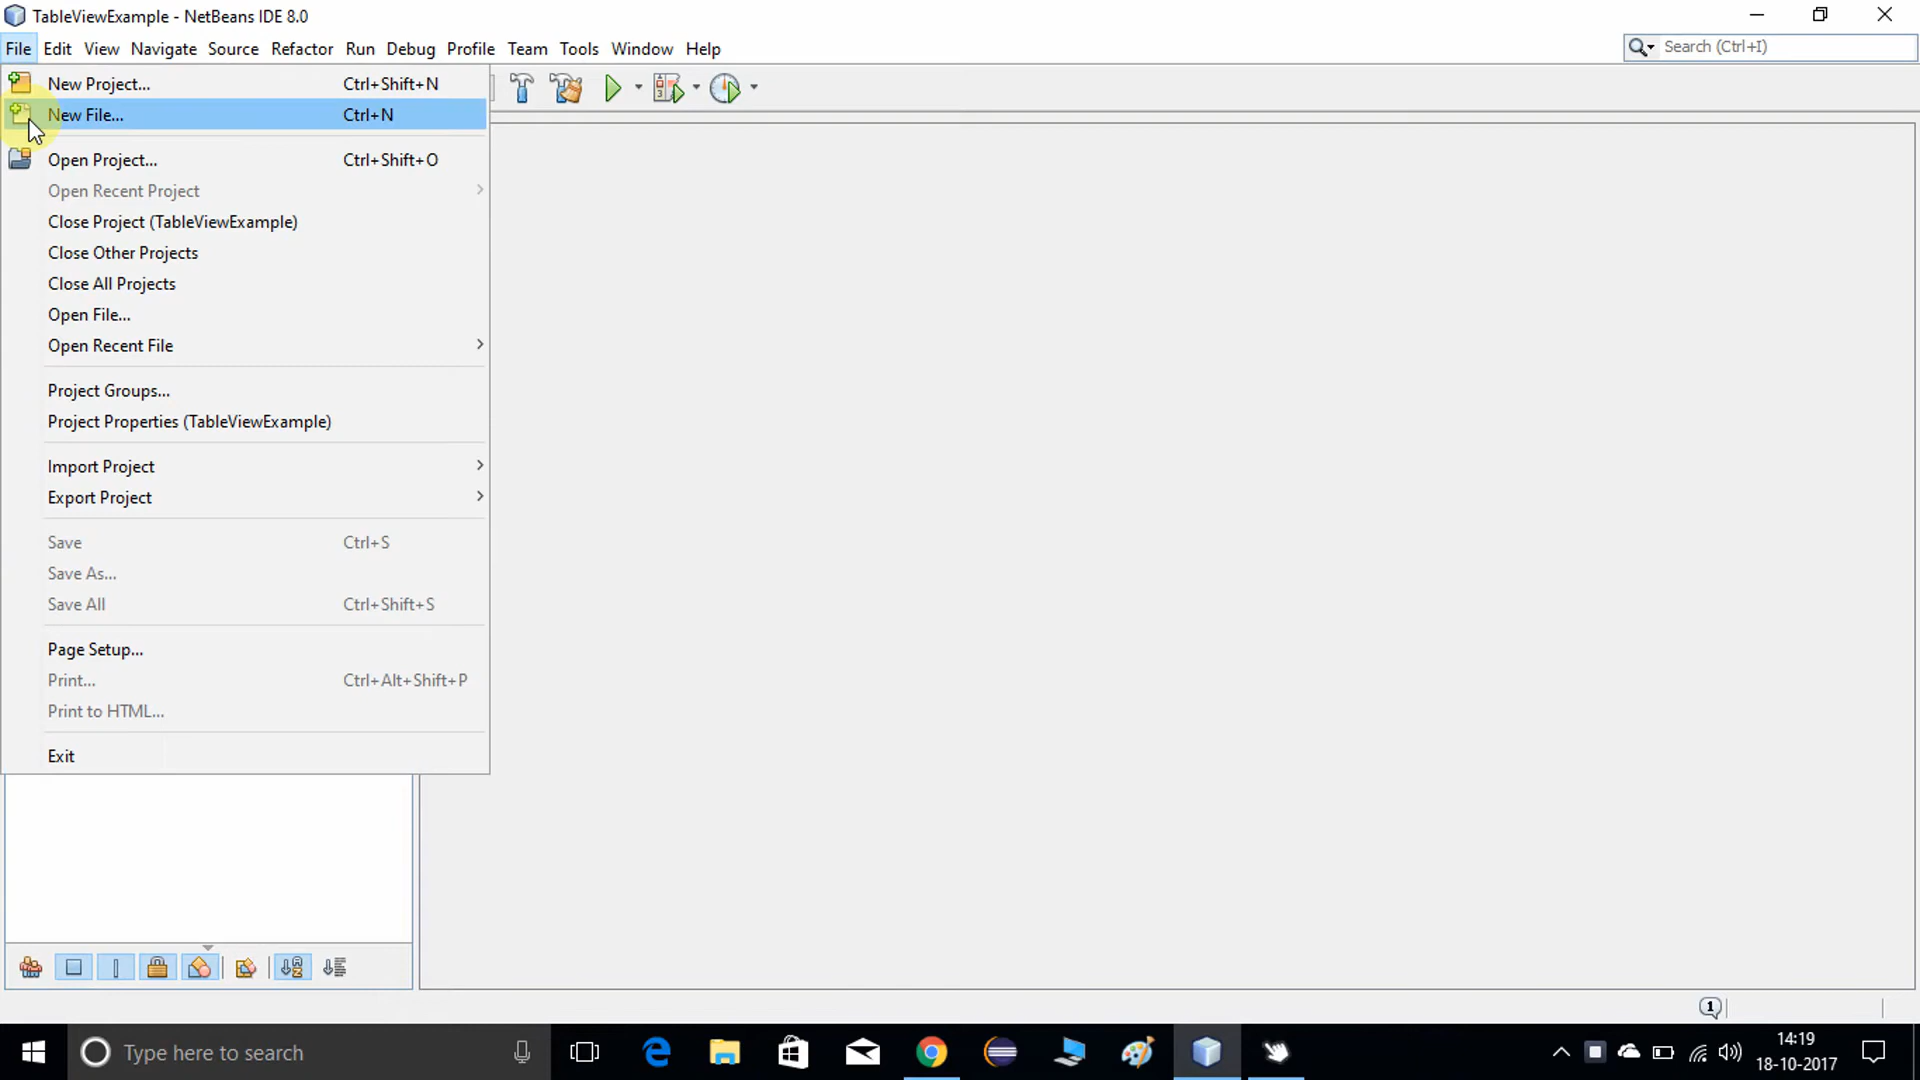 TableViewExample - NetBeans IDE 8.0
File Edit View Navigate Source Refactor Run Debug Profile Team Tools Window Help
Search (Ctrl+I)
New Project... Ctrl+Shift+N
New File... Ctrl+N
Open Project... Ctrl+Shift+O
Open Recent Project
Close Project (TableViewExample)
Close Other Projects
Close All Projects
Open File...
Open Recent File
Project Groups...
Project Properties (TableViewExample)
Import Project
Export Project
Save Ctrl+S
Save As...
Save All Ctrl+Shift+S
Page Setup...
Print... Ctrl+Alt+Shift+P
Print to HTML...
Exit
1
Type here to search
14:19
18-10-2017